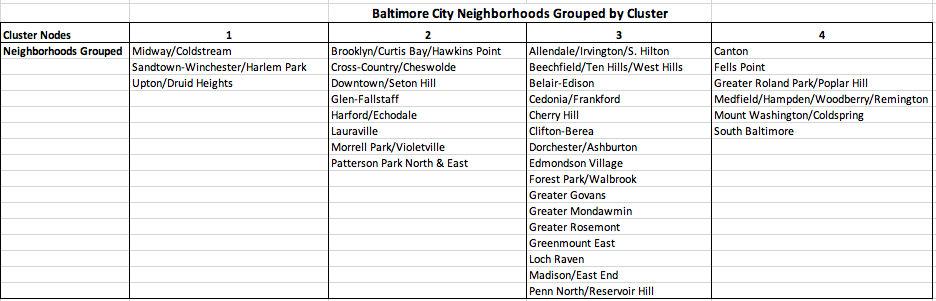 Baltimore City Neighborhoods Grouped by Cluster
Cluster Nodes 1 2 3 4
Neighborhoods Grouped Midway/Coldstream Brooklyn/Curtis Bay/Hawkins Point Allendale/Irvington/S. Hilton Canton
Sandtown-Winchester/Harlem Park Cross-Country/Cheswolde Beechfield/Ten Hills/West Hills Fells Point
Upton/Druid Heights Downtown/Seton Hill Belair-Edison Greater Roland Park/Poplar Hill
Glen-Fallstaff Cedonia/Frankford Medfield/Hampden/Woodberry/Remington
Harford/Echodale Cherry Hill Mount Washington/Coldspring
Lauraville Clifton-Berea South Baltimore
Morrell Park/Violetville Dorchester/Ashburton
Patterson Park North & East Edmondson Village
Forest Park/Walbrook
Greater Govans
Greater Mondawmin
Greater Rosemont
Greenmount East
Loch Raven
Madison/East End
Penn North/Reservoir Hill